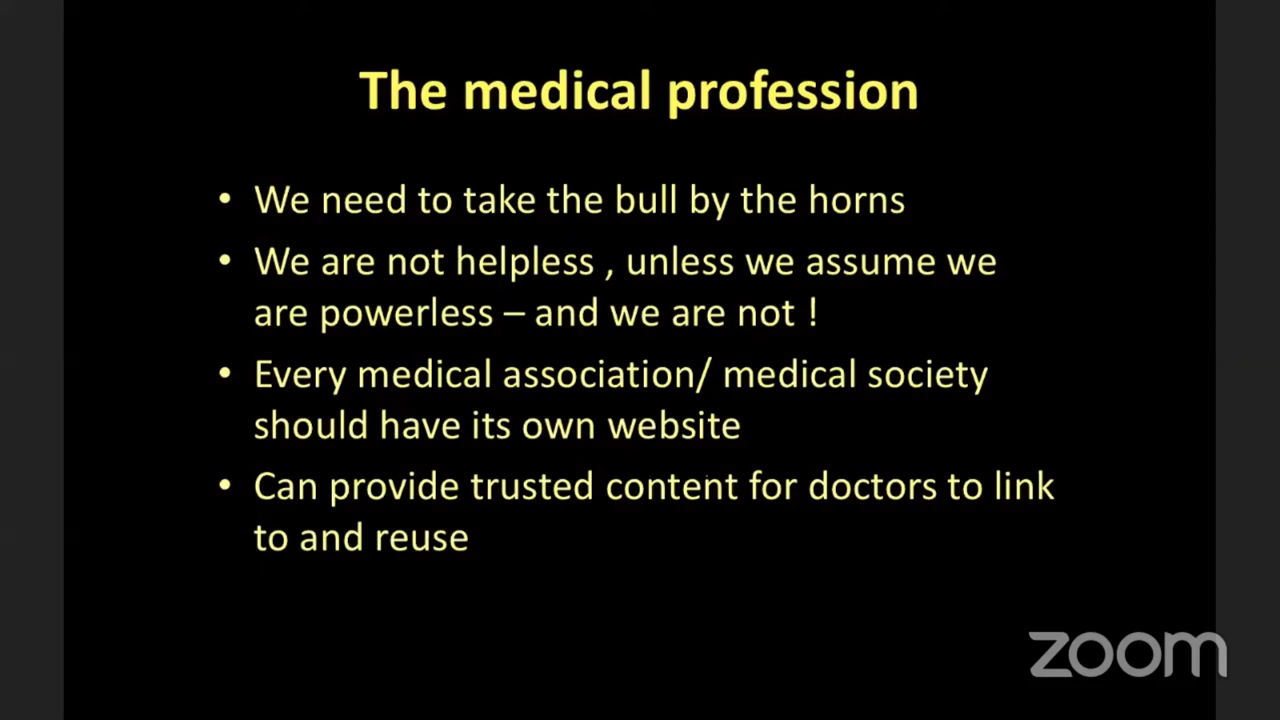 The medical profession
• We need to take the bull by the horns
• We are not helpless , unless we assume we
are powerless – and we are not !
• Every medical association/ medical society
should have its own website
• Can provide trusted content for doctors to link
to and reuse
zoom